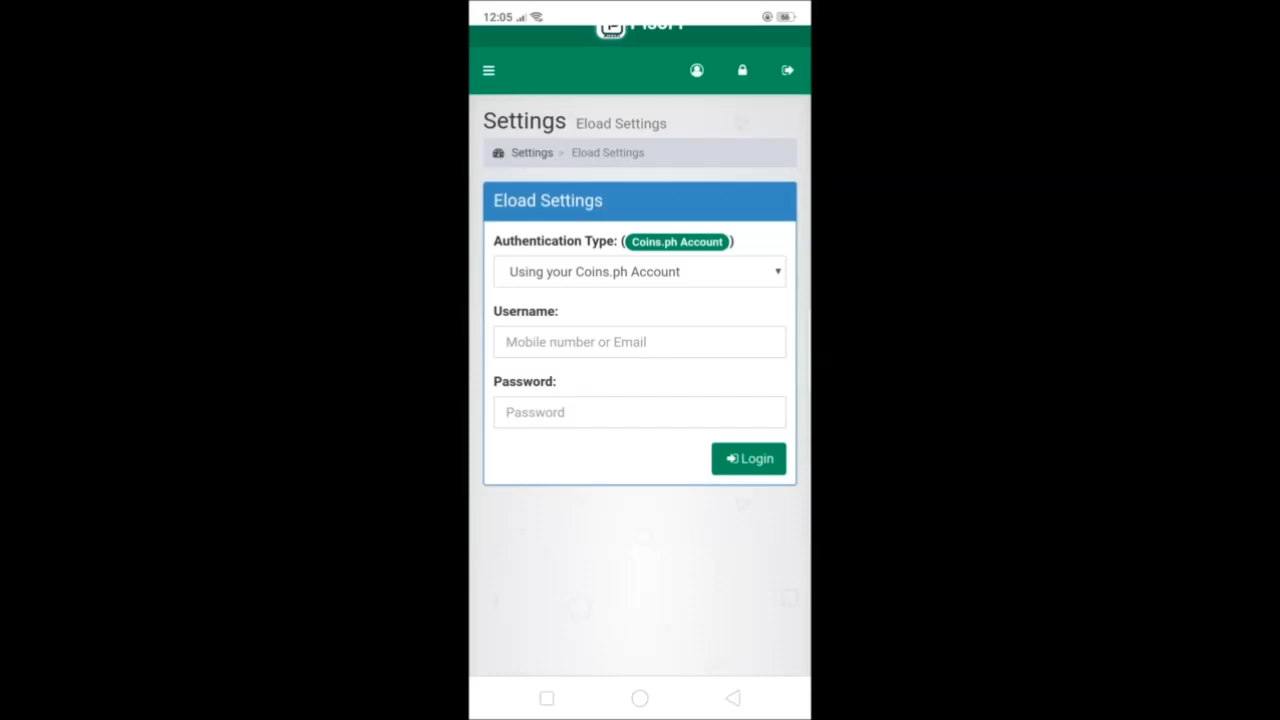 12:05
Settings Eload Settings
Settings > Eload Settings
Eload Settings
Authentication Type: (Coins.ph Account)
Using your Coins.ph Account
Username:
Mobile number or Email
Password:
Password
Login